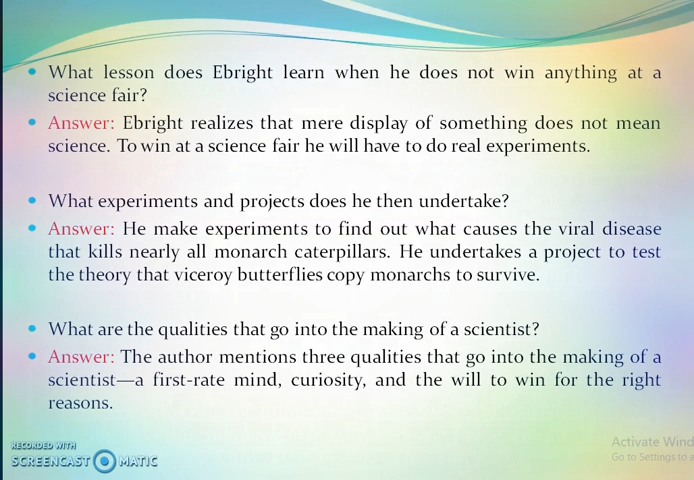 What lesson does Ebright learn when he does not win anything at a
science fair?
Answer: Ebright realizes that mere display of something does not mean
science. To win at a science fair he will have to do real experiments.
What experiments and projects does he then undertake?
Answer: He make experiments to find out what causes the viral disease
that kills nearly all monarch caterpillars. He undertakes a project to test
the theory that viceroy butterflies copy monarchs to survive.
What are the qualities that go into the making of a scientist?
Answer: The author mentions three qualities that go into the making of a
scientist—a first-rate mind, curiosity, and the will to win for the right
reasons.
RECORDED WITH
SCREENCAST MATIC
Activate Wind
Go to Settings to a